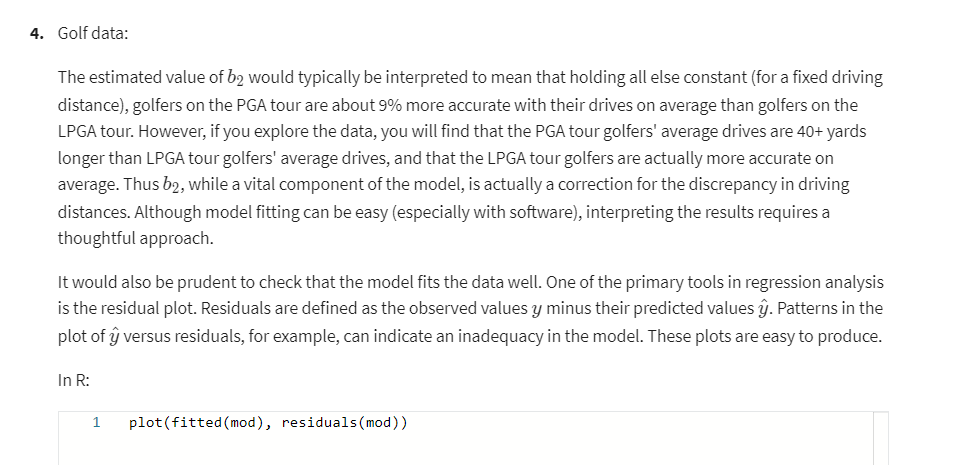 4. Golf data:
The estimated value of b₂ would typically be interpreted to mean that holding all else constant (for a fixed driving
distance), golfers on the PGA tour are about 9% more accurate with their drives on average than golfers on the
LPGA tour. However, if you explore the data, you will find that the PGA tour golfers' average drives are 40+ yards
longer than LPGA tour golfers' average drives, and that the LPGA tour golfers are actually more accurate on
average. Thus b₂, while a vital component of the model, is actually a correction for the discrepancy in driving
distances. Although model fitting can be easy (especially with software), interpreting the results requires a
thoughtful approach.
It would also be prudent to check that the model fits the data well. One of the primary tools in regression analysis
is the residual plot. Residuals are defined as the observed values y minus their predicted values ŷ. Patterns in the
plot of ŷ versus residuals, for example, can indicate an inadequacy in the model. These plots are easy to produce.
In R:
1 plot(fitted(mod), residuals(mod))